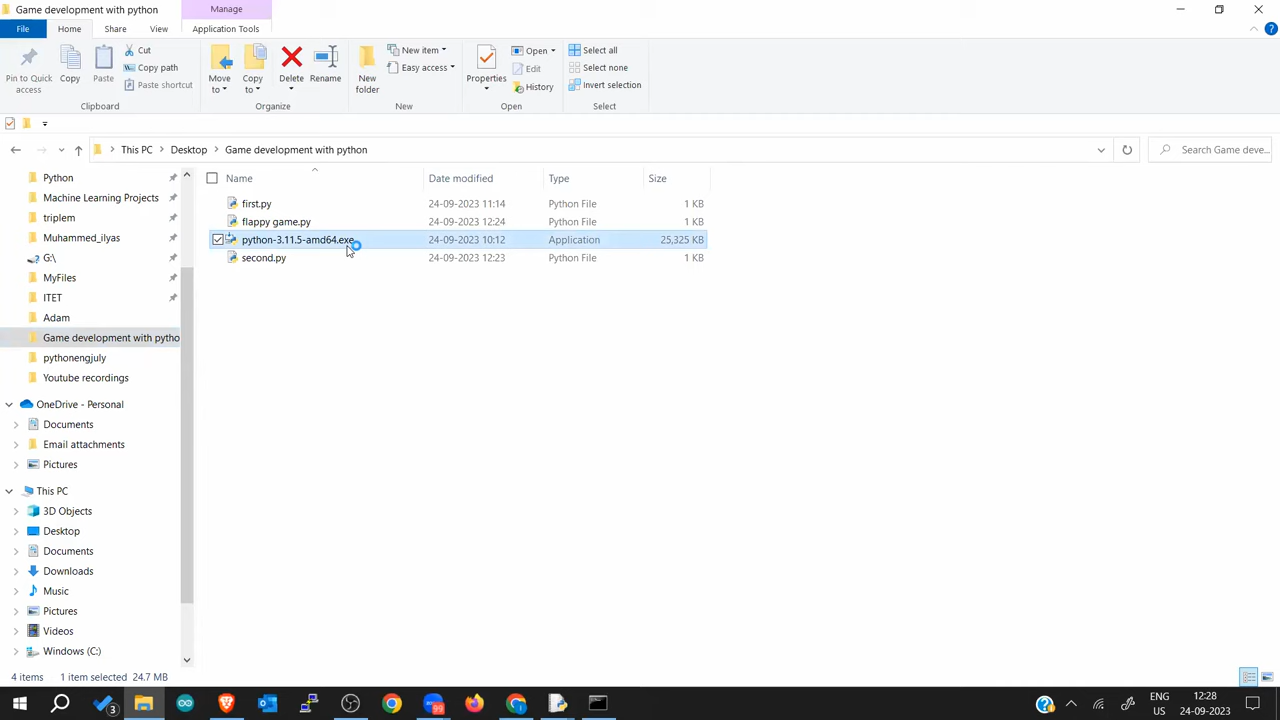 Game development with python
Manage
File
Home
Share
View
Application Tools
Pin to Quick
access
Copy
Paste
Cut
Copy path
Paste shortcut
Clipboard
Move
to
Copy
to
Delete
Rename
Organize
New
folder
New item
Easy access
New
Properties
Open
Edit
History
Open
Select all
Select none
Invert selection
Select
This PC
Desktop
Game development with python
Search Game deve...
Python
Machine Learning Projects
triplem
Muhammed_ilyas
G:\
MyFiles
ITET
Adam
Game development with pytho
pythonengjuly
Youtube recordings
OneDrive - Personal
Documents
Email attachments
Pictures
This PC
3D Objects
Desktop
Documents
Downloads
Music
Pictures
Videos
Windows (C:)
Name Date modified Type Size
first.py 24-09-2023 11:14 Python File 1 KB
flappy game.py 24-09-2023 12:24 Python File 1 KB
python-3.11.5-amd64.exe 24-09-2023 10:12 Application 25,325 KB
second.py 24-09-2023 12:23 Python File 1 KB
4 items 1 item selected 24.7 MB
3
99
ENG
US
12:28
24-09-2023